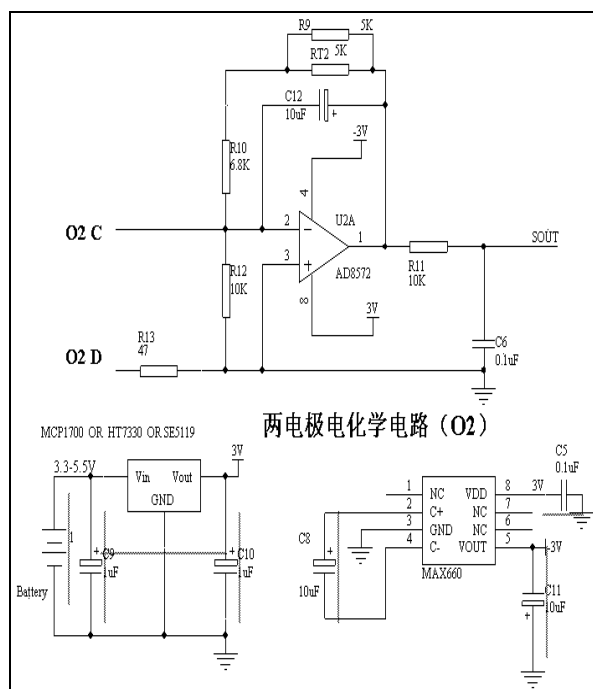 R9 5K
RT2 5K
C12
10uF +
-3V
R10
6.8K
4
U2A
O2 C
2 − 1
SOUT
3 +
AD8572
R11
10K
R12
10K
8
3V
C6
0.1uF
R13
47
O2 D
两电极电化学电路（O2）
MCP1700 OR HT7330 OR SE5119
3V
3.3-5.5V
Vin Vout
GND
1
Battery
+ C9
1uF
+ C10
1uF
C5
0.1uF
1 NC VDD 8 3V
2 C+ NC 7
3 GND NC 6
4 C- VOUT 5 -3V
MAX660
C8 +
10uF
C11
10uF
+